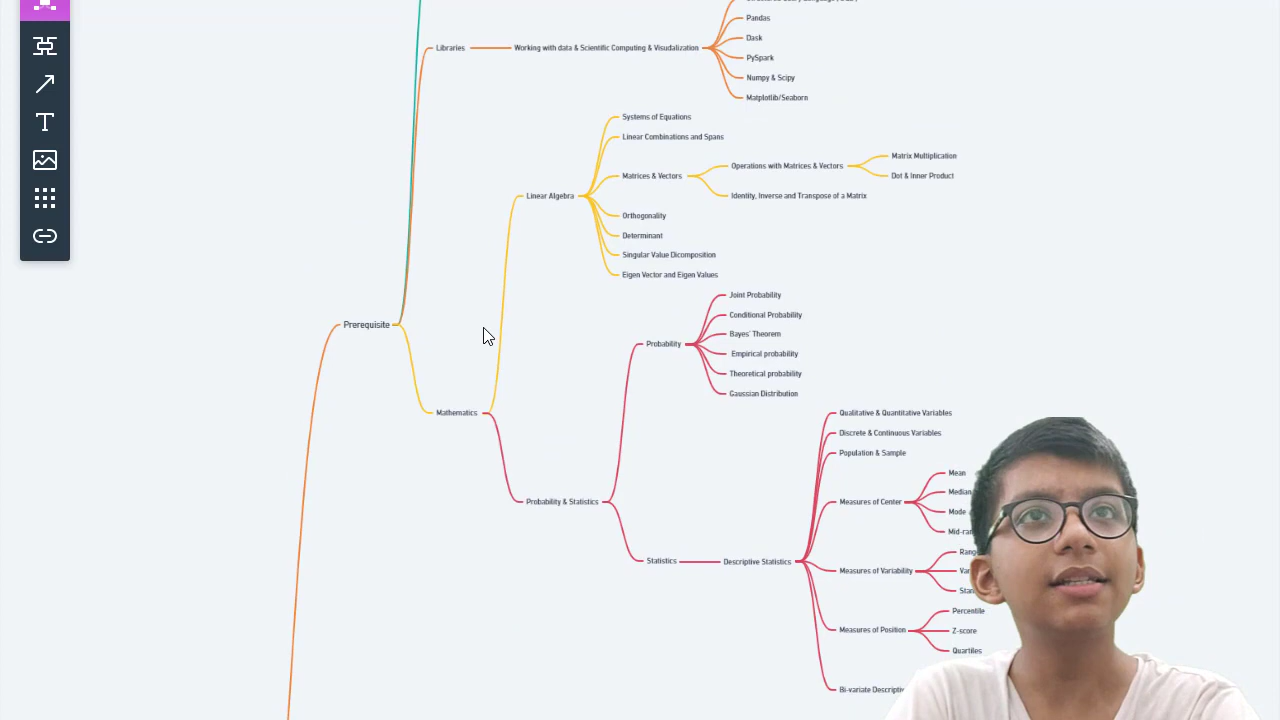 Pandas
Libraries
Working with data & Scientific Computing & Visudalization
Dask
PySpark
Numpy & Scipy
Matplotlib/Seaborn
Systems of Equations
Linear Combinations and Spans
Matrix Multiplication
Operations with Matrices & Vectors
Matrices & Vectors
Dot & Inner Product
Linear Algebra
Identity, Inverse and Transpose of a Matrix
Orthogonality
Determinant
Singular Value Dicomposition
Eigen Vector and Eigen Values
Joint Probability
Conditional Probability
Prerequisite
Bayes' Theorem
Probability
Empirical probability
Theoretical probability
Gaussian Distribution
Mathematics
Qualitative & Quantitative Variables
Discrete & Continuous Variables
Population & Sample
Mean
Median
Probability & Statistics
Measures of Center
Mode
Statistics
Descriptive Statistics
Measures of Variability
Percentile
Measures of Position
Z-score
Quartiles
Bi-variate
T